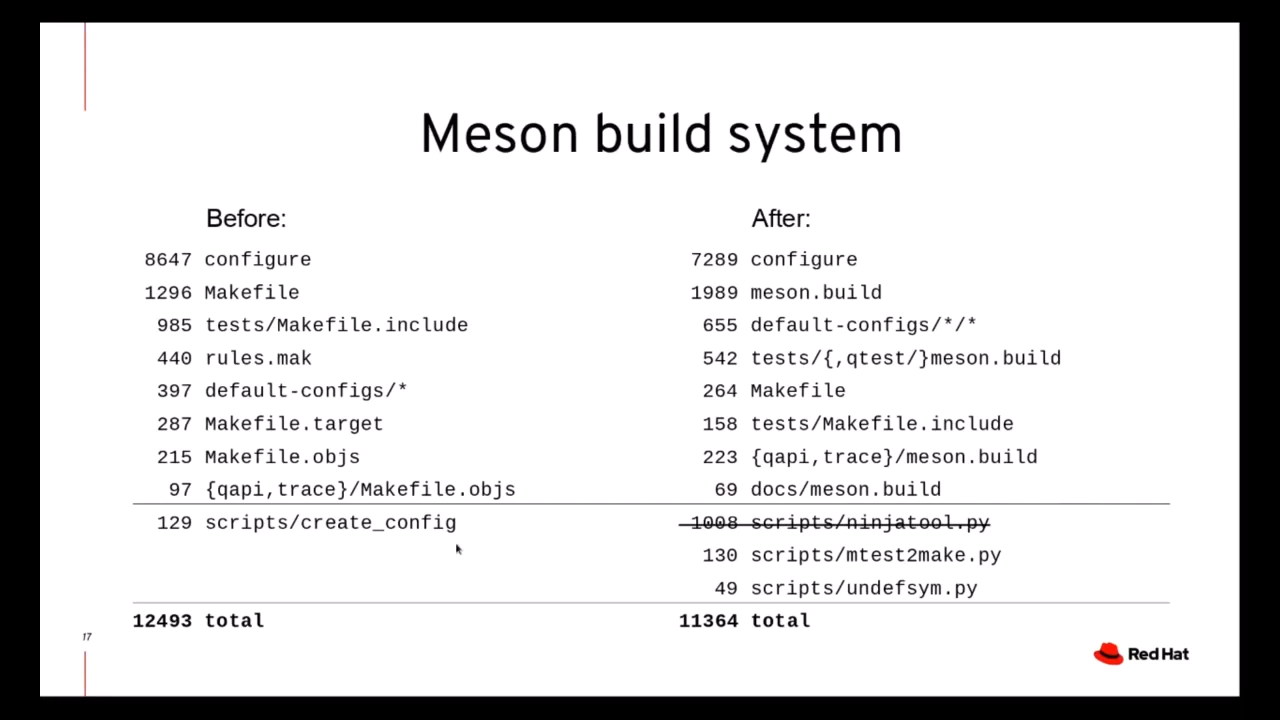 Meson build system
Before:
8647 configure
1296 Makefile
985 tests/Makefile.include
440 rules.mak
397 default-configs/*
287 Makefile.target
215 Makefile.objs
97 {qapi,trace}/Makefile.objs
129 scripts/create_config
12493 total
After:
7289 configure
1989 meson.build
655 default-configs/*/*
542 tests/{,qtest/}meson.build
264 Makefile
158 tests/Makefile.include
223 {qapi,trace}/meson.build
69 docs/meson.build
1008 scripts/ninjatool.py
130 scripts/mtest2make.py
49 scripts/undefsym.py
11364 total
17
Red Hat